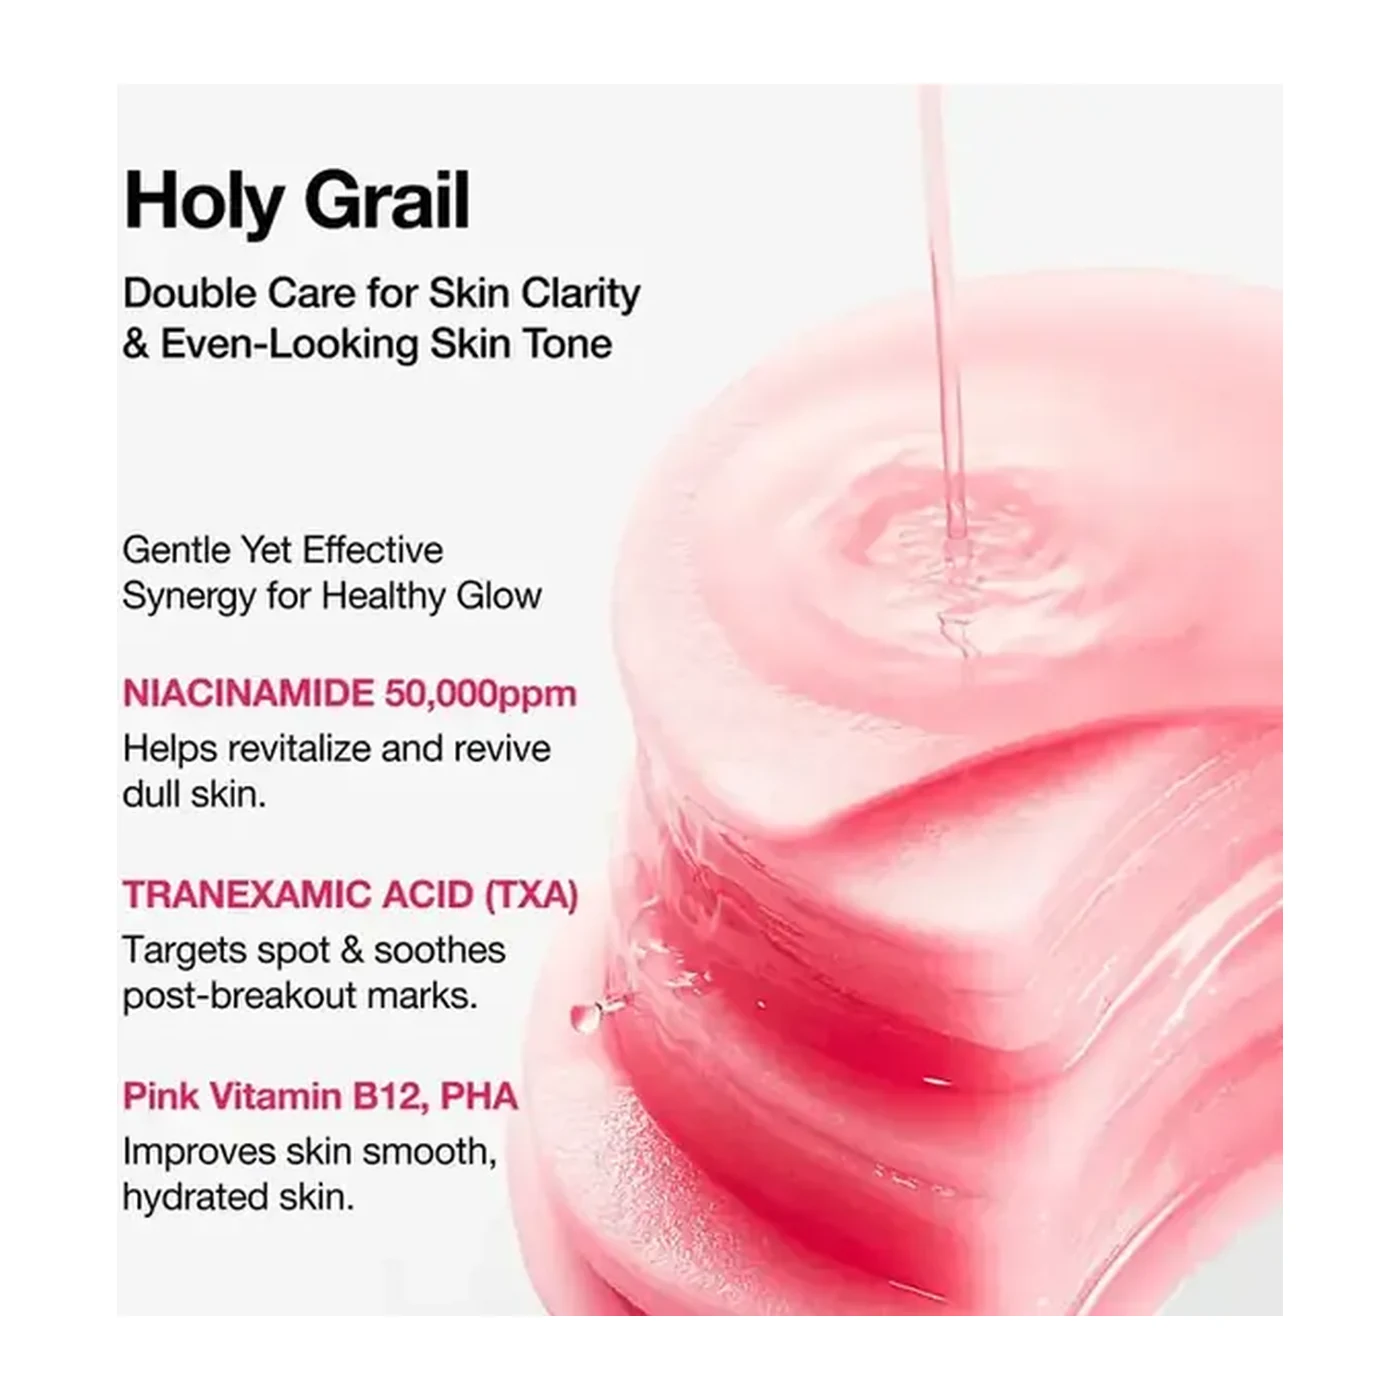 Holy Grail
Double Care for Skin Clarity
& Even-Looking Skin Tone
Gentle Yet Effective
Synergy for Healthy Glow
NIACINAMIDE 50,000ppm
Helps revitalize and revive
dull skin.
TRANEXAMIC ACID (TXA)
Targets spot & soothes
post-breakout marks.
Pink Vitamin B12, PHA
Improves skin smooth,
hydrated skin.